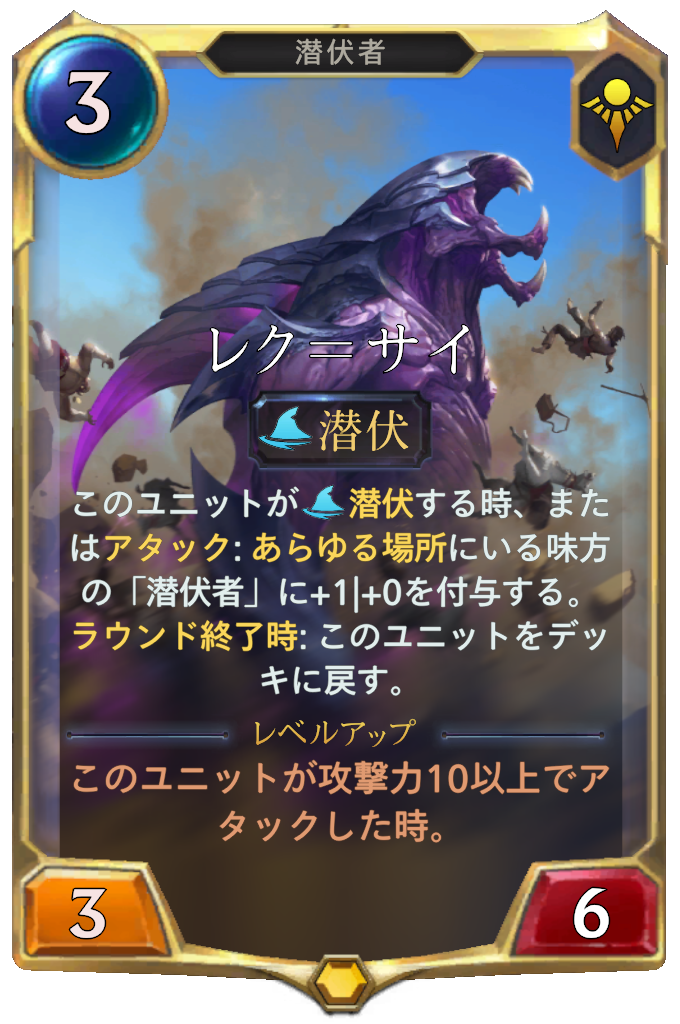 潜伏者
3
レク＝サイ
潜伏
このユニットが潜伏する時、また
はアタック: あらゆる場所にいる味方
の「潜伏者」に+1|+0を付与する。
ラウンド終了時: このユニットをデッ
キに戻す。
レベルアップ
このユニットが攻撃力10以上でア
タックした時。
3
6